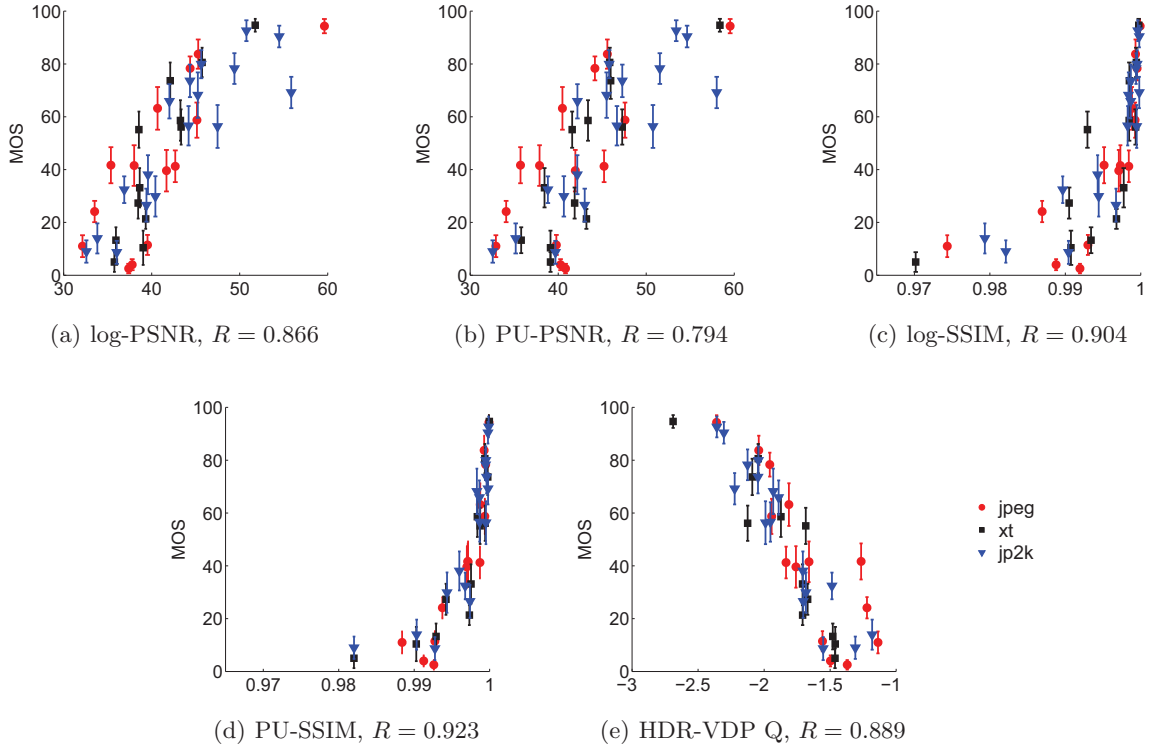 100
80
60
40
20
0
MOS
30 40 50 60
(a) log-PSNR, R = 0.866
100
80
60
40
20
0
MOS
30 40 50 60
(b) PU-PSNR, R = 0.794
100
80
60
40
20
0
MOS
0.97 0.98 0.99 1
(c) log-SSIM, R = 0.904
100
80
60
40
20
0
MOS
0.97 0.98 0.99 1
(d) PU-SSIM, R = 0.923
100
80
60
40
20
0
MOS
−3 −2.5 −2 −1.5 −1
(e) HDR-VDP Q, R = 0.889
jpeg
xt
jp2k